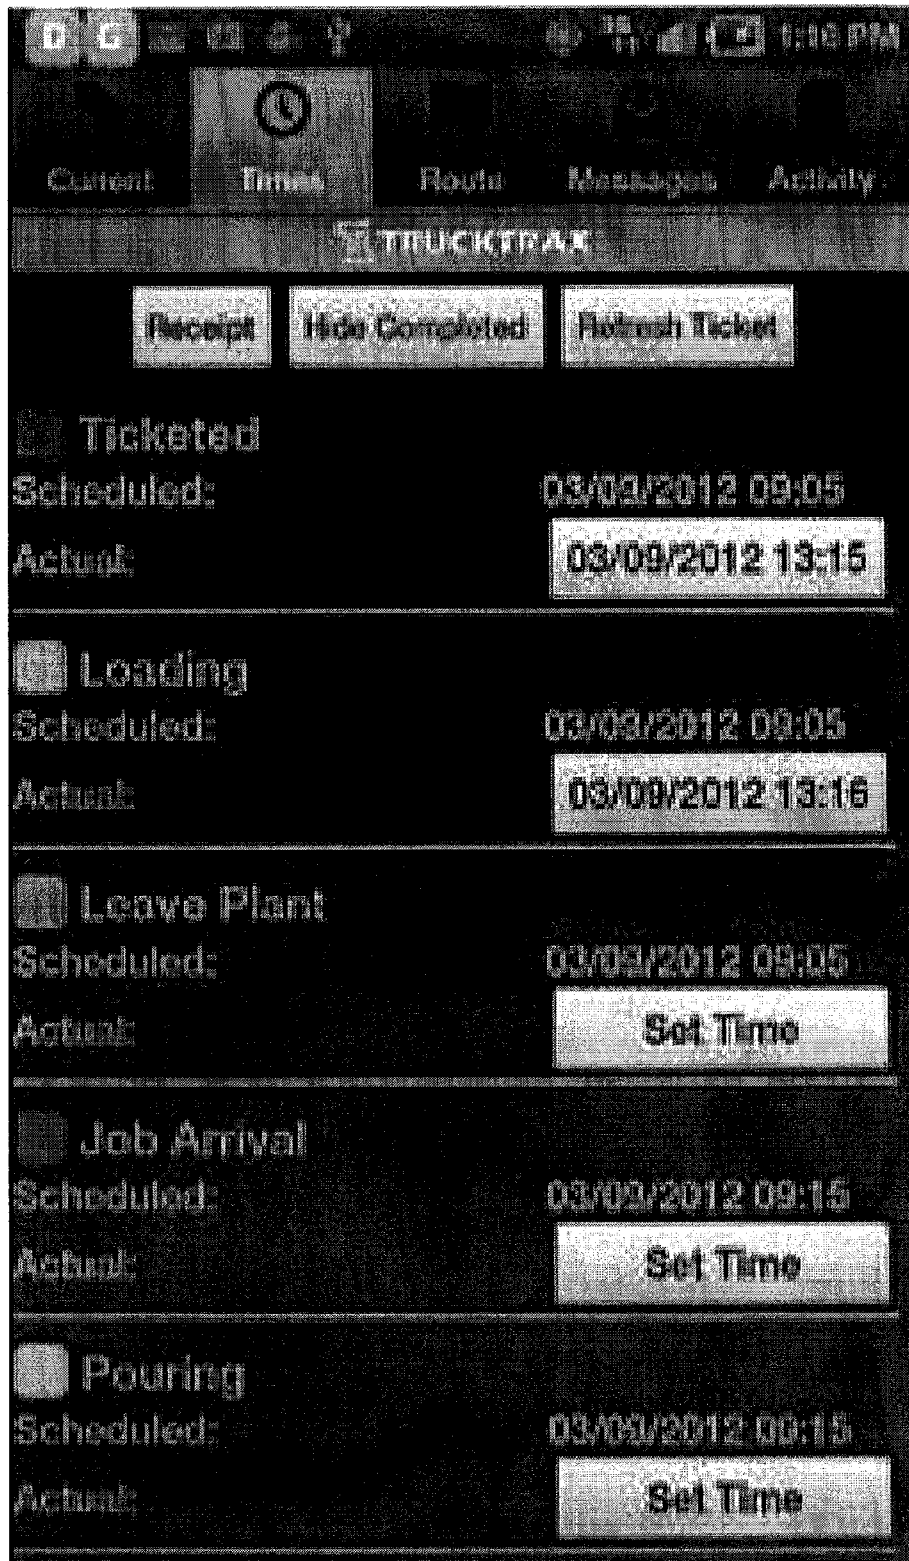 D G 1:16 PM
Current Times Route Messages Activity
TRUCKTRAX
Receipt Hide Completed Refresh Ticket
Ticketed
Scheduled: 03/09/2012 09:05
Actual: 03/09/2012 13:15
Loading
Scheduled: 03/09/2012 09:05
Actual: 03/09/2012 13:16
Leave Plant
Scheduled: 03/09/2012 09:05
Actual: Set Time
Job Arrival
Scheduled: 03/09/2012 09:15
Actual: Set Time
Pouring
Scheduled: 03/09/2012 09:15
Actual: Set Time